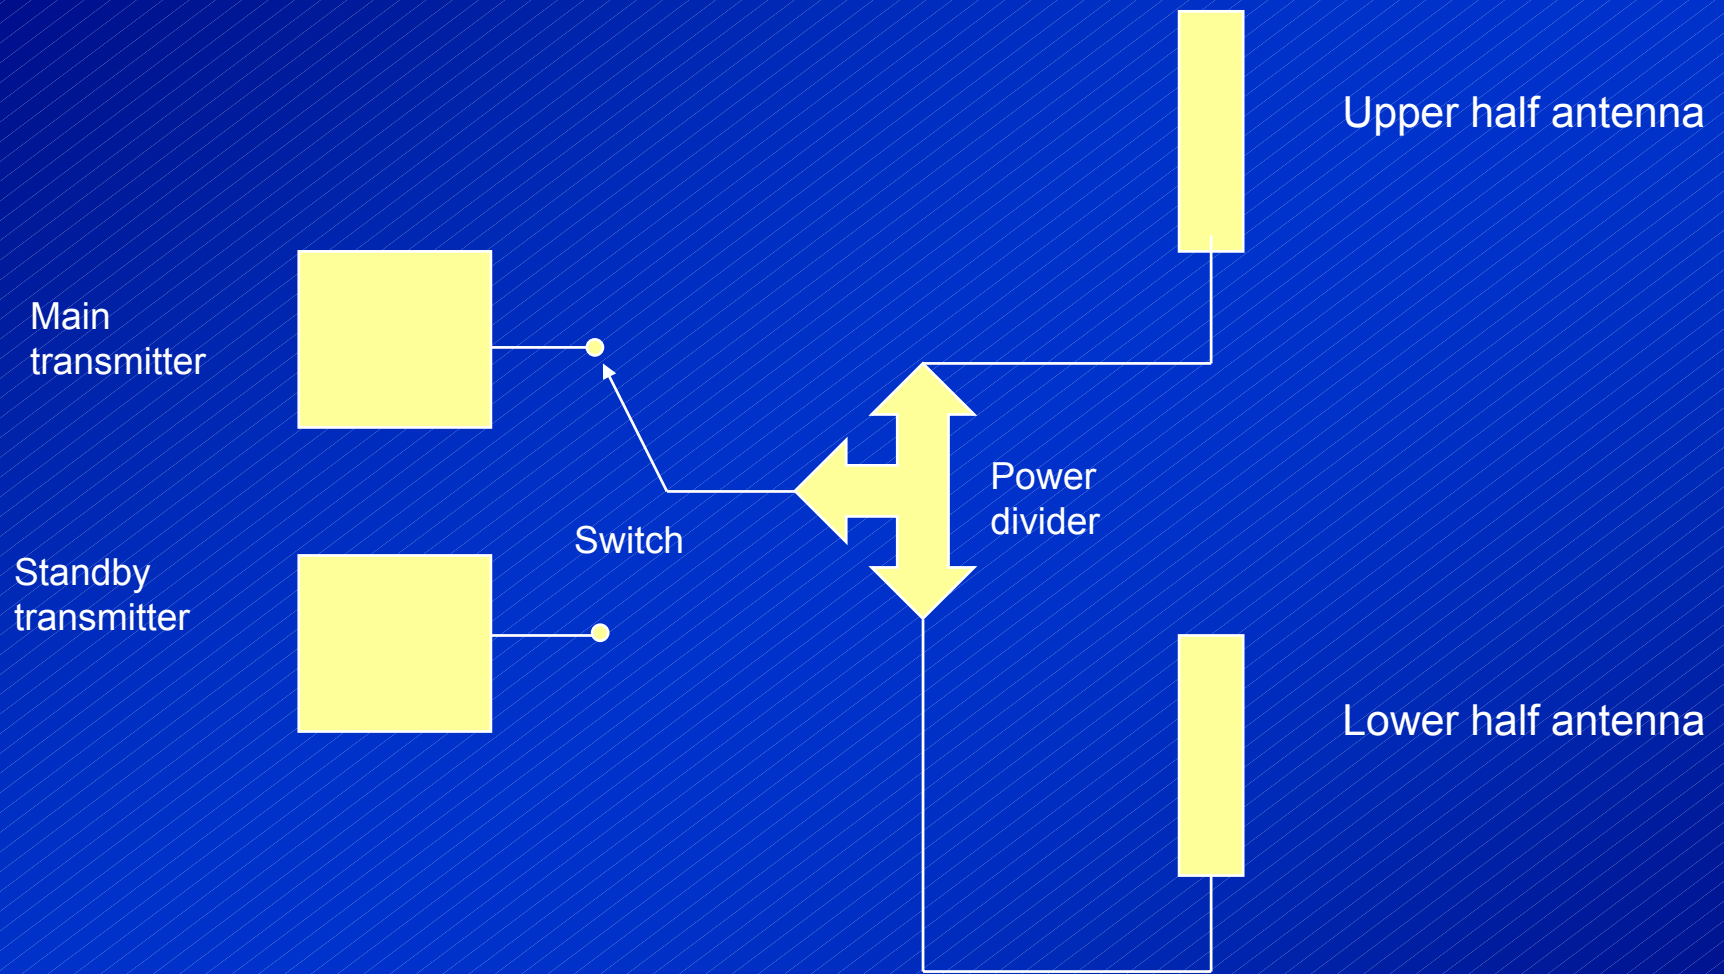 Upper half antenna
Main
transmitter
Power
divider
Switch
Standby
transmitter
Lower half antenna